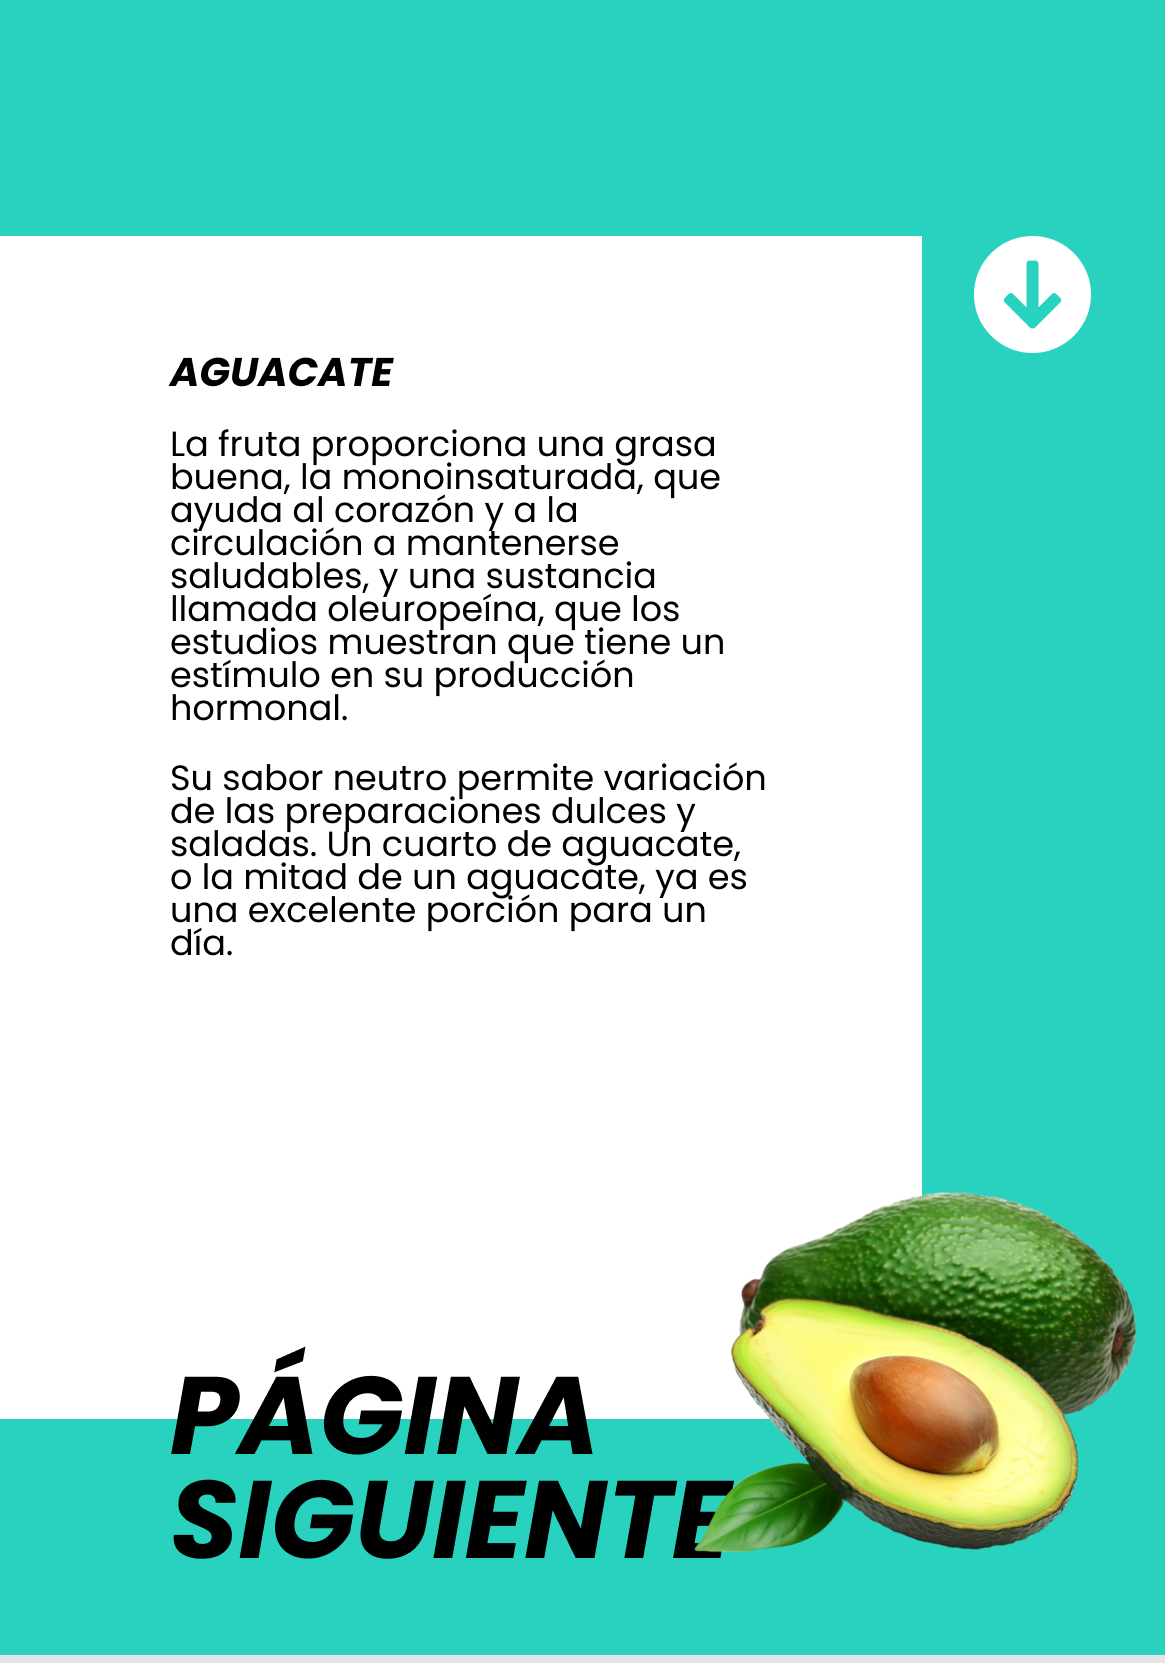 AGUACATE
La fruta proporciona una grasa
buena, la monoinsaturada, que
ayuda al corazón y a la
circulación a mantenerse
saludables, y una sustancia
llamada oleuropeína, que los
estudios muestran que tiene un
estímulo en su producción
hormonal.
Su sabor neutro permite variación
de las preparaciones dulces y
saladas. Un cuarto de aguacate,
o la mitad de un aguacate, ya es
una excelente porción para un
día.
PÁGINA
SIGUIENTE